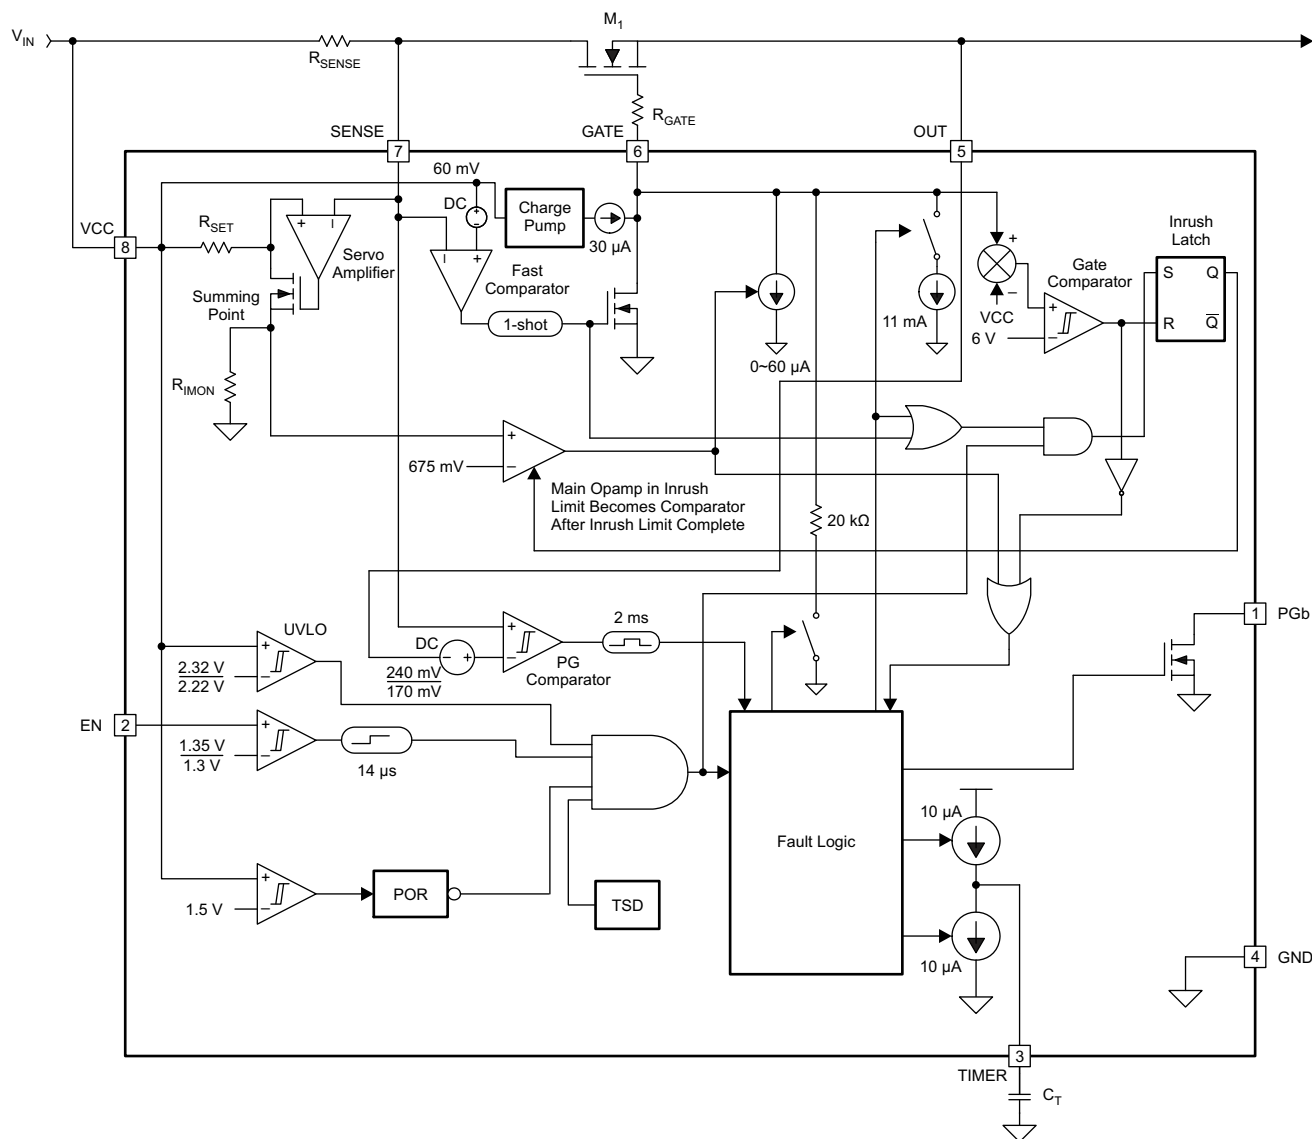 M1
VIN
RSENSE
RGATE
SENSE
GATE
OUT
7
6
5
60 mV
DC
Charge
Pump
30 µA
VCC
8
RSET
+
–
Servo
Amplifier
–
+
Fast
Comparator
Summing
Point
1-shot
RIMON
11 mA
0~60 µA
+
–
VCC
Gate
Comparator
+
–
6 V
Inrush
Latch
S
Q
R
Q
+
–
675 mV
Main Opamp in Inrush
Limit Becomes Comparator
After Inrush Limit Complete
20 kΩ
UVLO
+
–
2.32 V
2.22 V
DC
– +
240 mV
170 mV
+
–
PG
Comparator
2 ms
1
PGb
EN
2
+
–
1.35 V
1.3 V
14 µs
+
–
1.5 V
POR
TSD
Fault Logic
10 µA
10 µA
4
GND
3
TIMER
CT